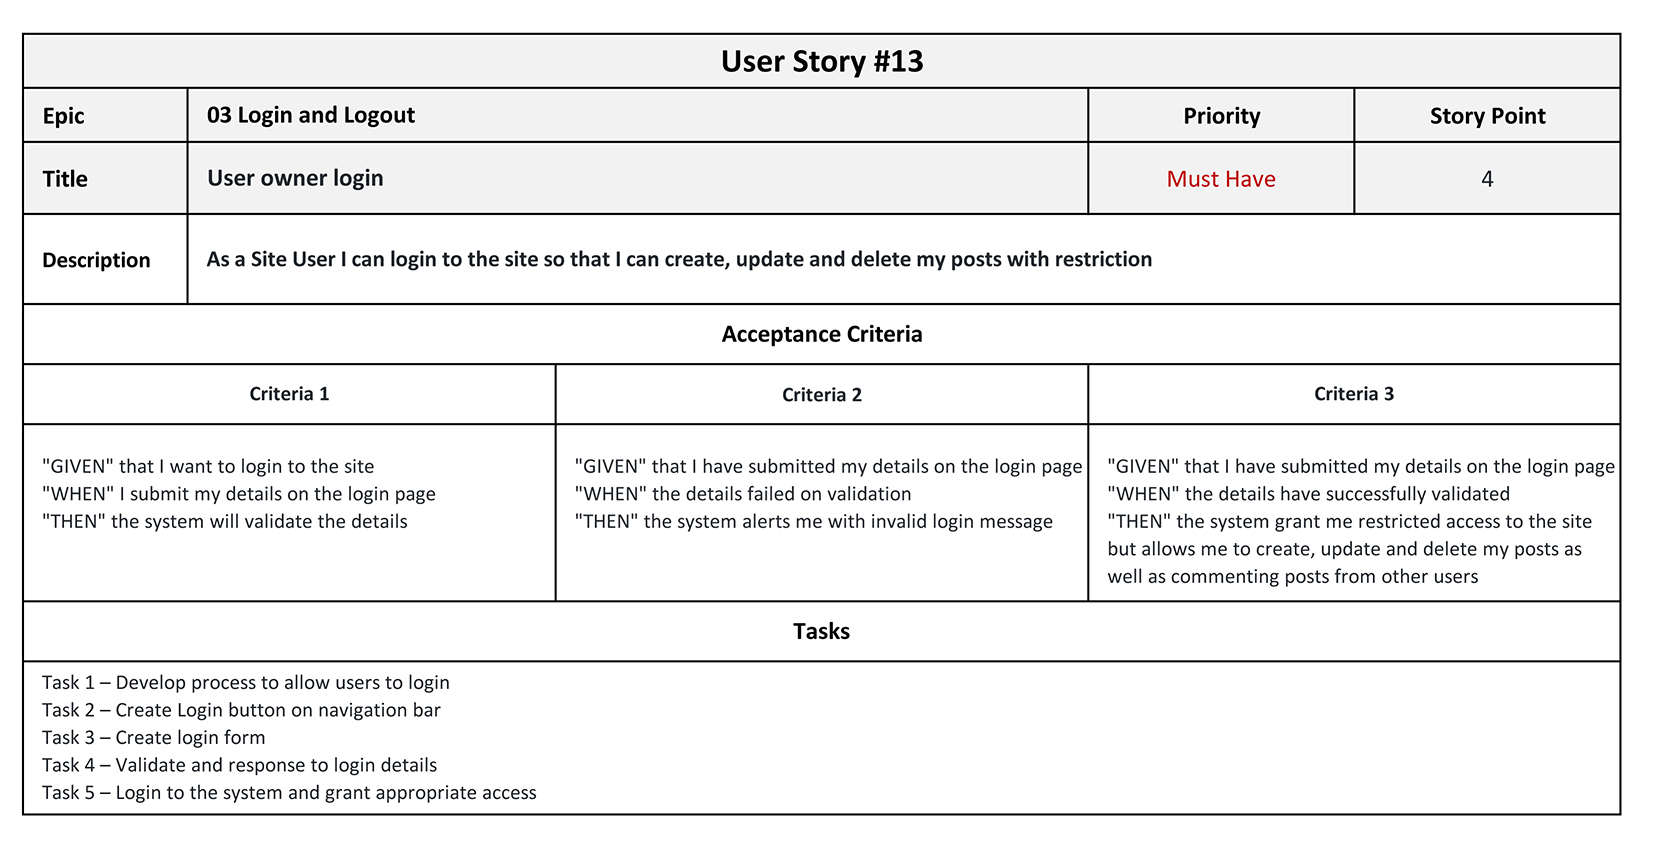 User Story #13
Epic
03 Login and Logout
Priority
Story Point
Title
User owner login
Must Have
4
Description
As a Site User I can login to the site so that I can create, update and delete my posts with restriction
Acceptance Criteria
Criteria 1
Criteria 2
Criteria 3
"GIVEN" that I want to login to the site
"WHEN" I submit my details on the login page
"THEN" the system will validate the details
"GIVEN" that I have submitted my details on the login page
"WHEN" the details failed on validation
"THEN" the system alerts me with invalid login message
"GIVEN" that I have submitted my details on the login page
"WHEN" the details have successfully validated
"THEN" the system grant me restricted access to the site
but allows me to create, update and delete my posts as
well as commenting posts from other users
Tasks
Task 1 – Develop process to allow users to login
Task 2 – Create Login button on navigation bar
Task 3 – Create login form
Task 4 – Validate and response to login details
Task 5 – Login to the system and grant appropriate access